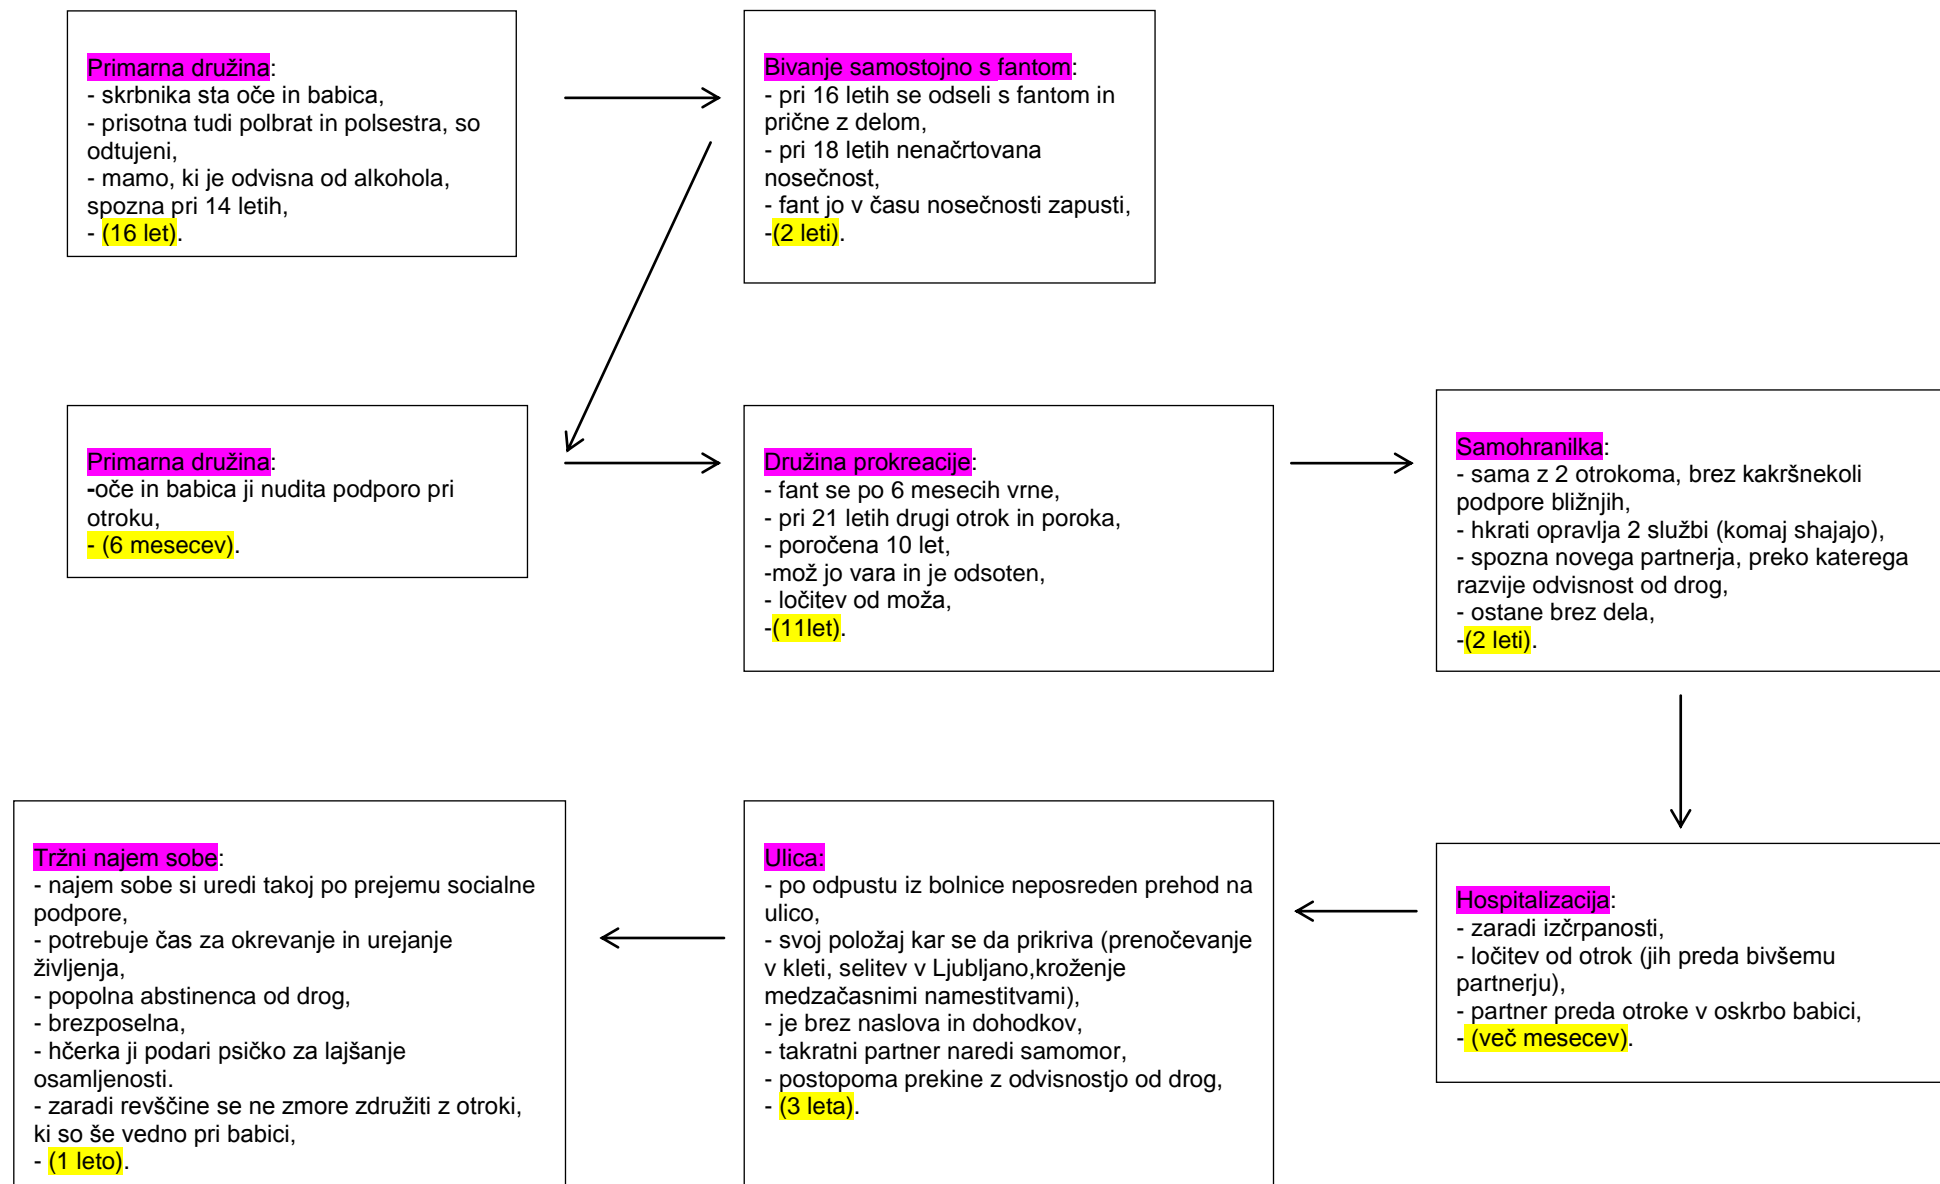 Primarna družina:
- skrbnika sta oče in babica,
- prisotna tudi polbrat in polsestra, so
odtujeni,
- mamo, ki je odvisna od alkohola,
spozna pri 14 letih,
- (16 let).
Bivanje samostojno s fantom:
- pri 16 letih se odseli s fantom in
prične z delom,
- pri 18 letih nenačrtovana
nosečnost,
- fant jo v času nosečnosti zapusti,
-(2 leti).
Primarna družina:
-oče in babica ji nudita podporo pri
otroku,
- (6 mesecev).
Družina prokreacije:
- fant se po 6 mesecih vrne,
- pri 21 letih drugi otrok in poroka,
- poročena 10 let,
-mož jo vara in je odsoten,
- ločitev od moža,
-(11let).
Samohranilka:
- sama z 2 otrokoma, brez kakršnekoli
podpore bližnjih,
- hkrati opravlja 2 službi (komaj shajajo),
- spozna novega partnerja, preko katerega
razvije odvisnost od drog,
- ostane brez dela,
-(2 leti).
Tržni najem sobe:
- najem sobe si uredi takoj po prejemu socialne
podpore,
- potrebuje čas za okrevanje in urejanje
življenja,
- popolna abstinenca od drog,
- brezposelna,
- hčerka ji podari psičko za lajšanje
osamljenosti.
- zaradi revščine se ne zmore združiti z otroki,
ki so še vedno pri babici,
- (1 leto).
Ulica:
- po odpustu iz bolnice neposreden prehod na
ulico,
- svoj položaj kar se da prikriva (prenočevanje
v kleti, selitev v Ljubljano,kroženje
medzačasnimi namestitvami),
- je brez naslova in dohodkov,
- takratni partner naredi samomor,
- postopoma prekine z odvisnostjo od drog,
- (3 leta).
Hospitalizacija:
- zaradi izčrpanosti,
- ločitev od otrok (jih preda bivšemu
partnerju),
- partner preda otroke v oskrbo babici,
- (več mesecev).